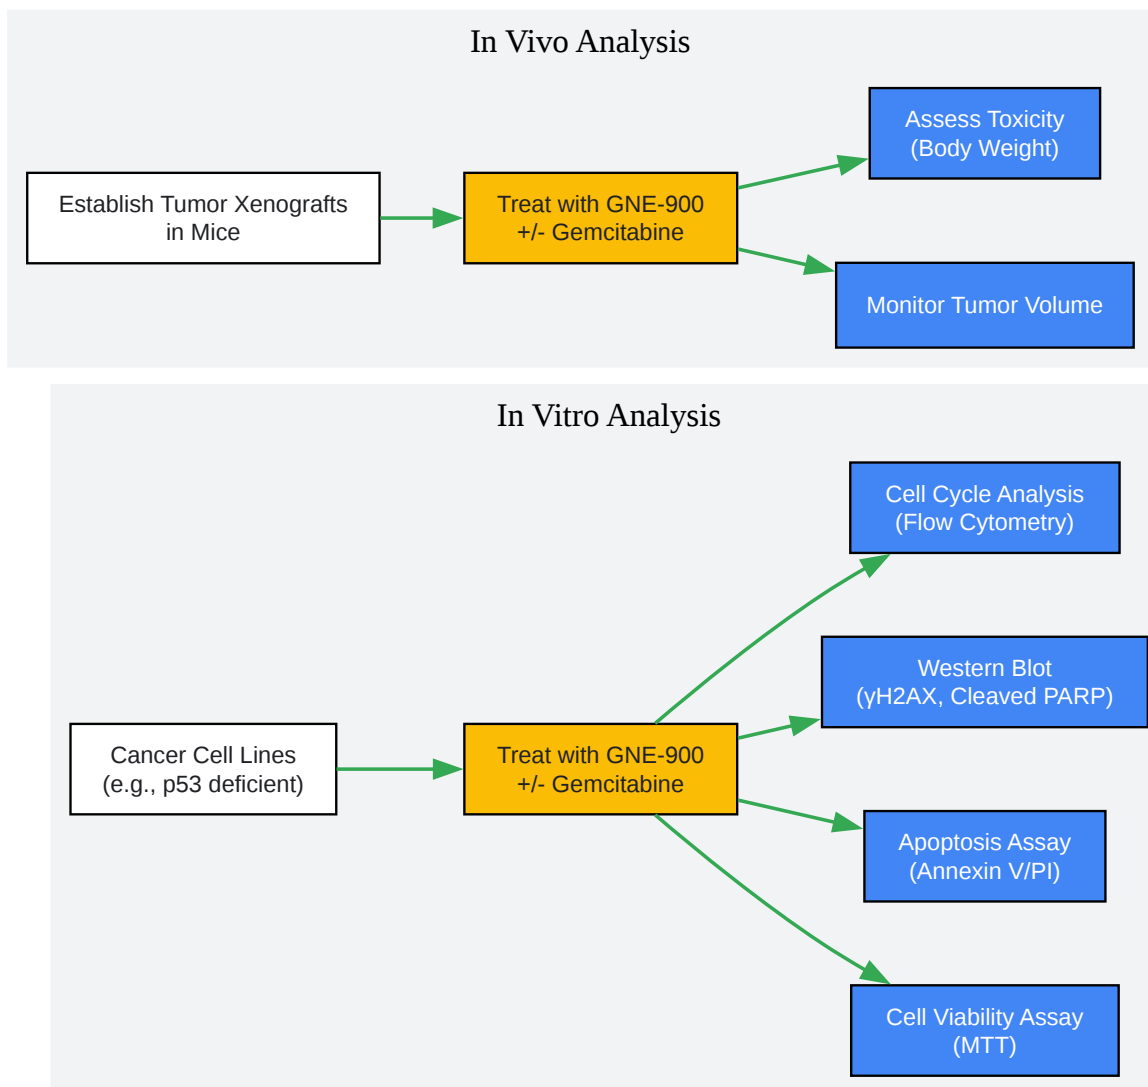 In Vivo Analysis
Establish Tumor Xenografts
in Mice
Treat with GNE-900
+/- Gemcitabine
Assess Toxicity
(Body Weight)
Monitor Tumor Volume
In Vitro Analysis
Cancer Cell Lines
(e.g., p53 deficient)
Treat with GNE-900
+/- Gemcitabine
Cell Cycle Analysis
(Flow Cytometry)
Western Blot
(γH2AX, Cleaved PARP)
Apoptosis Assay
(Annexin V/PI)
Cell Viability Assay
(MTT)